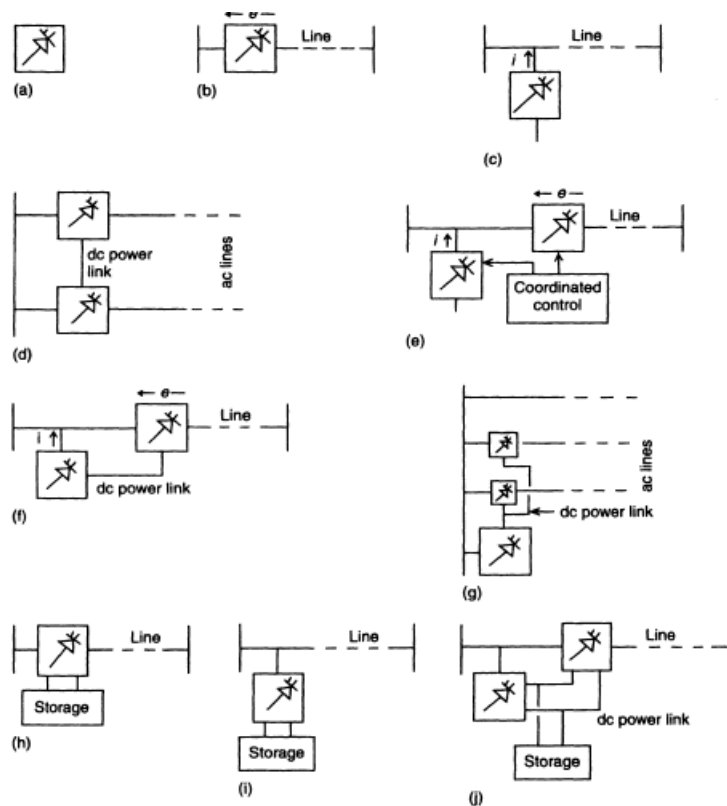 ← e —
Line
(a)
(b)
i ↑
(c)
dc power
link
ac lines
(d)
← e —
Line
i ↑
Coordinated
control
(e)
← e —
Line
i ↑
dc power link
(f)
ac lines
dc power link
(g)
Line
Storage
(h)
Line
Storage
(i)
Line
dc power link
Storage
(j)